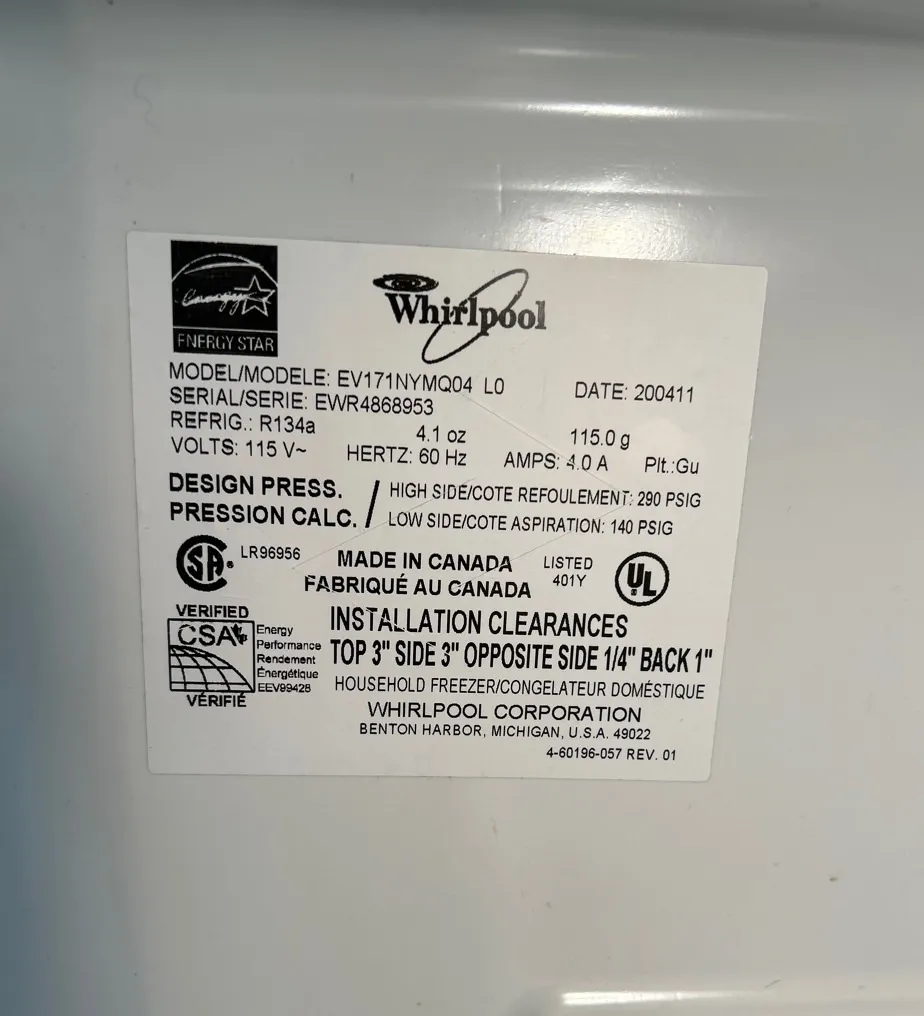 energy
ENERGY STAR
Whirlpool
MODEL/MODELE: EV171NYMQ04 L0 DATE: 200411
SERIAL/SERIE: EWR4868953
REFRIG.: R134a 4.1 oz 115.0 g
VOLTS: 115 V~ HERTZ: 60 Hz AMPS: 4.0 A Plt.:Gu
DESIGN PRESS. / HIGH SIDE/COTE REFOULEMENT: 290 PSIG
PRESSION CALC. / LOW SIDE/COTE ASPIRATION: 140 PSIG
SA LR96956
MADE IN CANADA
FABRIQUÉ AU CANADA
LISTED
401Y
UL
VERIFIED
CSA
VÉRIFIÉ
Energy
Performance
Rendement
Énergétique
EEV99428
INSTALLATION CLEARANCES
TOP 3" SIDE 3" OPPOSITE SIDE 1/4" BACK 1"
HOUSEHOLD FREEZER/CONGELATEUR DOMÉSTIQUE
WHIRLPOOL CORPORATION
BENTON HARBOR, MICHIGAN, U.S.A. 49022
4-60196-057 REV. 01